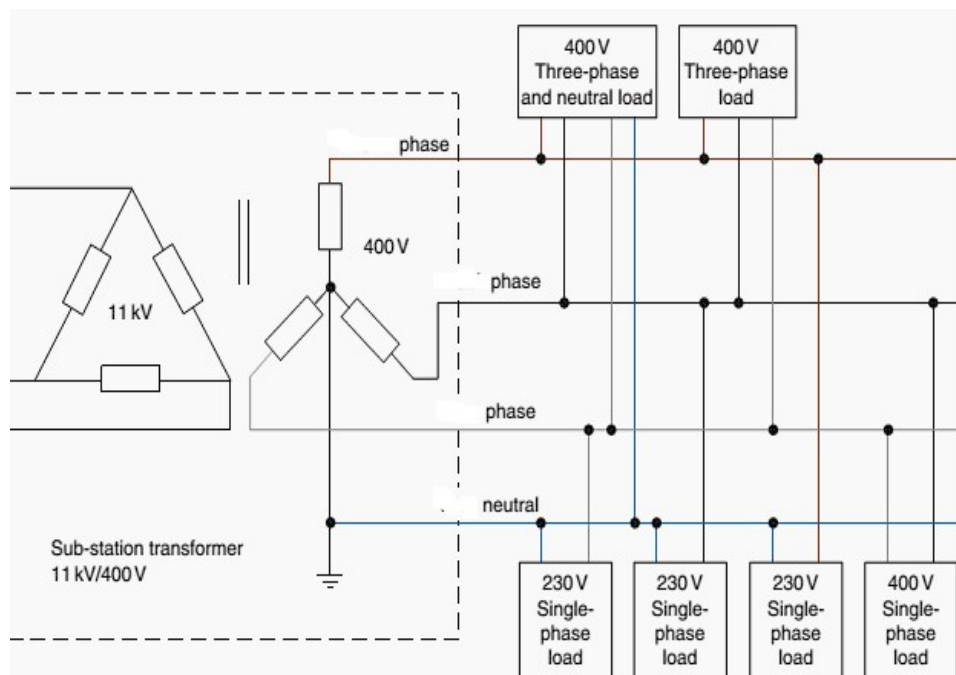 400 V
Three-phase
and neutral load
400 V
Three-phase
load
phase
400 V
phase
11 kV
phase
neutral
Sub-station transformer
11 kV/400 V
230 V
Single-
phase
load
230 V
Single-
phase
load
230 V
Single-
phase
load
400 V
Single-
phase
load